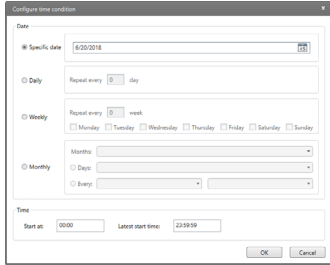 Configure time condition
Date
Specific date 6/20/2018 15
Daily Repeat every 0 day
Weekly Repeat every 0 week
Monday Tuesday Wednesday Thursday Friday Saturday Sunday
Monthly Months:
Days:
Every:
Time
Start at: 00:00 Latest start time: 23:59:59
OK Cancel